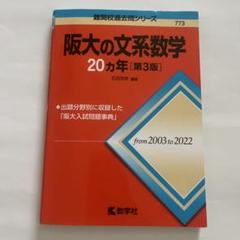 難関校過去問シリーズ
773
阪大の文系数学
20カ年[第3版]
編著
●出題分野別に収録した
「阪大入試問題事典」
from 2003 to 2022
教学社